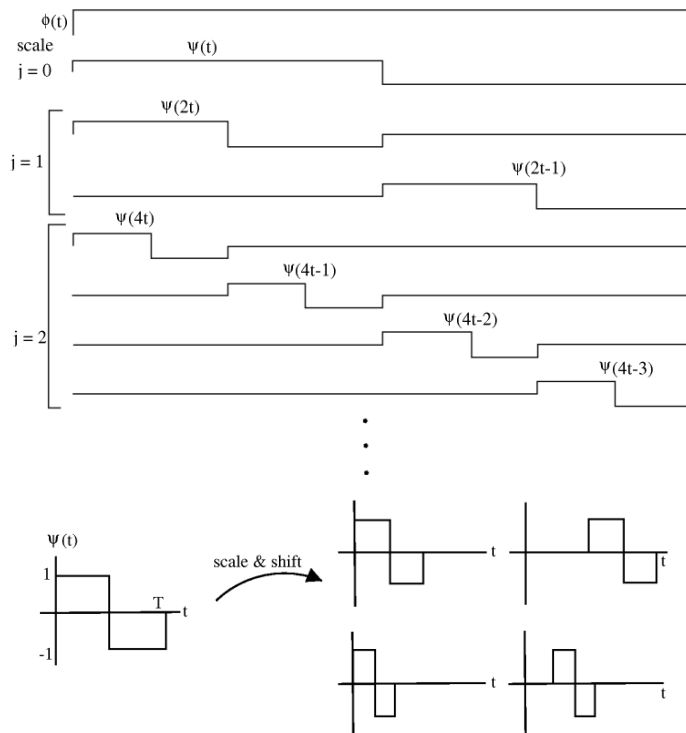 ϕ(t)
scale
j = 0
ψ(t)
j = 1
ψ(2t)
ψ(2t-1)
j = 2
ψ(4t)
ψ(4t-1)
ψ(4t-2)
ψ(4t-3)
Ψ(t)
1
T
t
-1
scale & shift
t
t
t
t